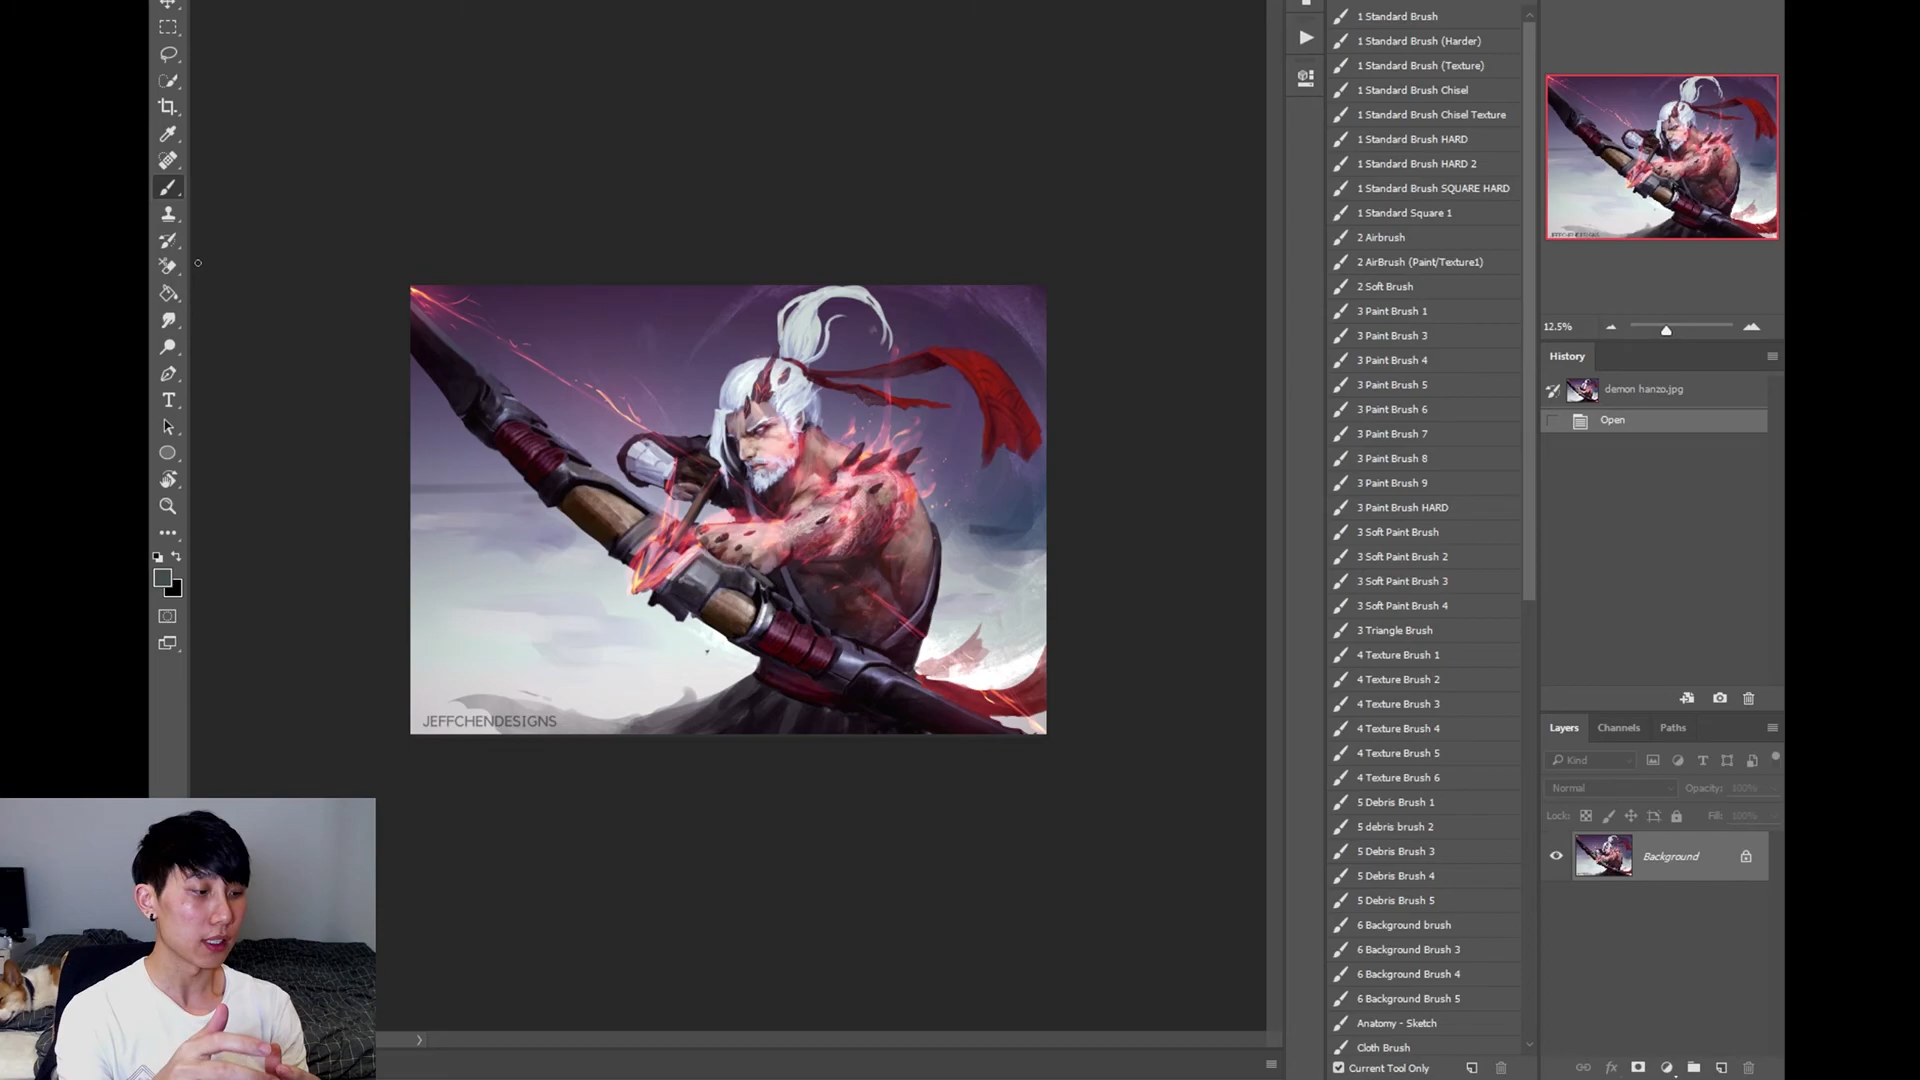 1 Standard Brush
1 Standard Brush (Harder)
1 Standard Brush (Texture)
1 Standard Brush Chisel
1 Standard Brush Chisel Texture
1 Standard Brush HARD
1 Standard Brush HARD 2
1 Standard Brush SQUARE HARD
1 Standard Square 1
2 Airbrush
2 AirBrush (Paint/Texture1)
2 Soft Brush
3 Paint Brush 1
3 Paint Brush 3
3 Paint Brush 4
3 Paint Brush 5
3 Paint Brush 6
3 Paint Brush 7
3 Paint Brush 8
3 Paint Brush 9
3 Paint Brush HARD
3 Soft Paint Brush
3 Soft Paint Brush 2
3 Soft Paint Brush 3
3 Soft Paint Brush 4
3 Triangle Brush
4 Texture Brush 1
4 Texture Brush 2
4 Texture Brush 3
4 Texture Brush 4
4 Texture Brush 5
4 Texture Brush 6
5 Debris Brush 1
5 debris brush 2
5 Debris Brush 3
5 Debris Brush 4
5 Debris Brush 5
6 Background brush
6 Background Brush 3
6 Background Brush 4
6 Background Brush 5
Anatomy - Sketch
Cloth Brush
Current Tool Only
12.5%
History
demon hanzo.jpg
Open
Layers Channels Paths
Kind
Normal Opacity: 100%
Lock: Fill: 100%
Background
JEFFCHENDESIGNS